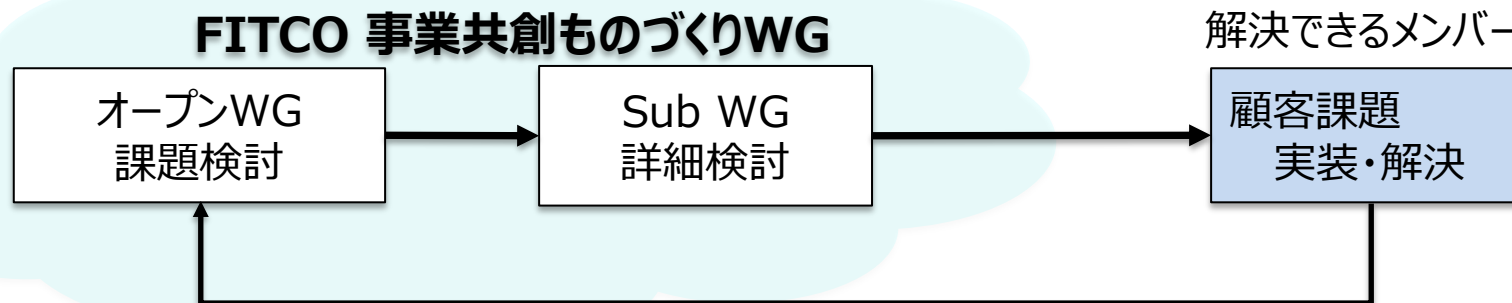 FITCO 事業共創ものづくりWG
解決できるメンバー
オープンWG
課題検討
Sub WG
詳細検討
顧客課題
実装・解決